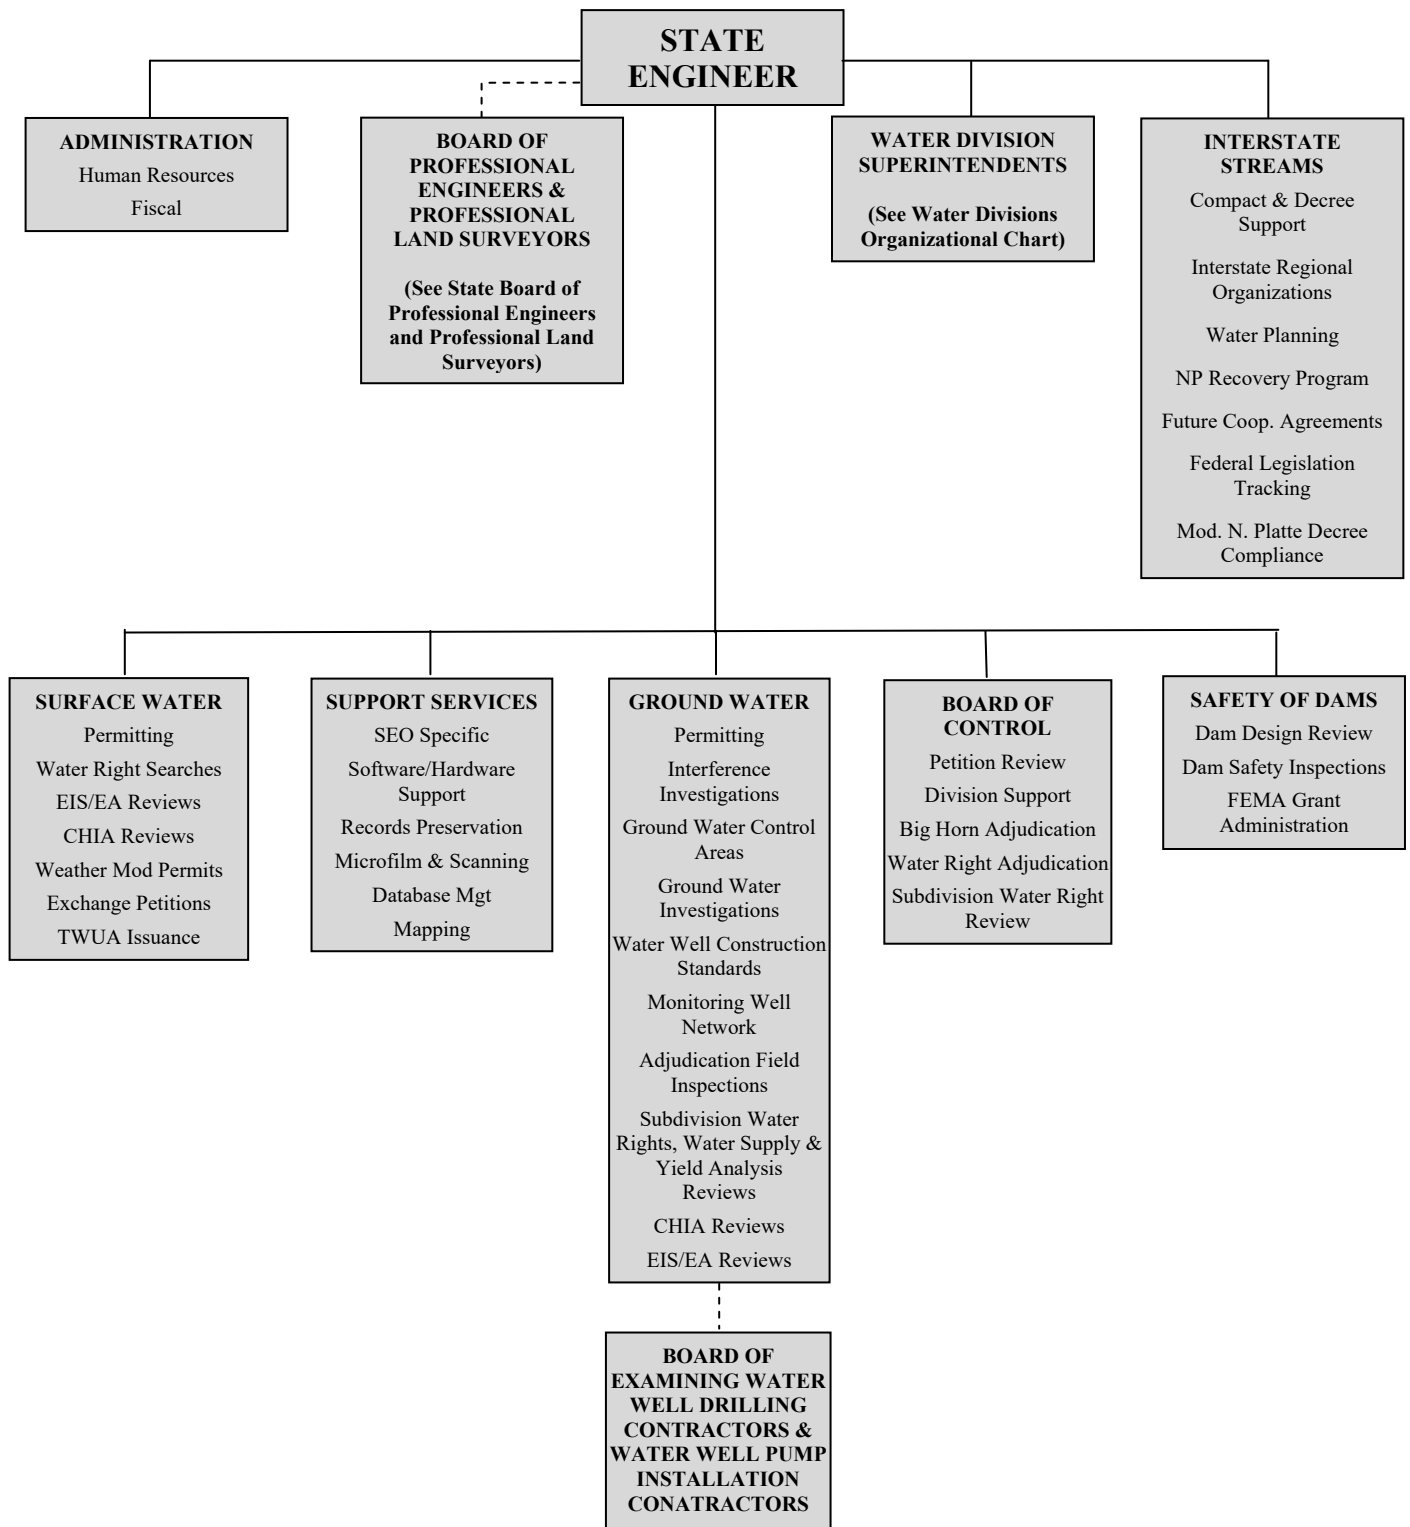 STATE
ENGINEER
ADMINISTRATION
Human Resources
Fiscal
BOARD OF
PROFESSIONAL
ENGINEERS &
PROFESSIONAL
LAND SURVEYORS
(See State Board of
Professional Engineers
and Professional Land
Surveyors)
WATER DIVISION
SUPERINTENDENTS
(See Water Divisions
Organizational Chart)
INTERSTATE
STREAMS
Compact & Decree
Support
Interstate Regional
Organizations
Water Planning
NP Recovery Program
Future Coop. Agreements
Federal Legislation
Tracking
Mod. N. Platte Decree
Compliance
SURFACE WATER
Permitting
Water Right Searches
EIS/EA Reviews
CHIA Reviews
Weather Mod Permits
Exchange Petitions
TWUA Issuance
SUPPORT SERVICES
SEO Specific
Software/Hardware
Support
Records Preservation
Microfilm & Scanning
Database Mgt
Mapping
GROUND WATER
Permitting
Interference
Investigations
Ground Water Control
Areas
Ground Water
Investigations
Water Well Construction
Standards
Monitoring Well
Network
Adjudication Field
Inspections
Subdivision Water
Rights, Water Supply &
Yield Analysis
Reviews
CHIA Reviews
EIS/EA Reviews
BOARD OF
CONTROL
Petition Review
Division Support
Big Horn Adjudication
Water Right Adjudication
Subdivision Water Right
Review
SAFETY OF DAMS
Dam Design Review
Dam Safety Inspections
FEMA Grant
Administration
BOARD OF
EXAMINING WATER
WELL DRILLING
CONTRACTORS &
WATER WELL PUMP
INSTALLATION
CONATRACTORS